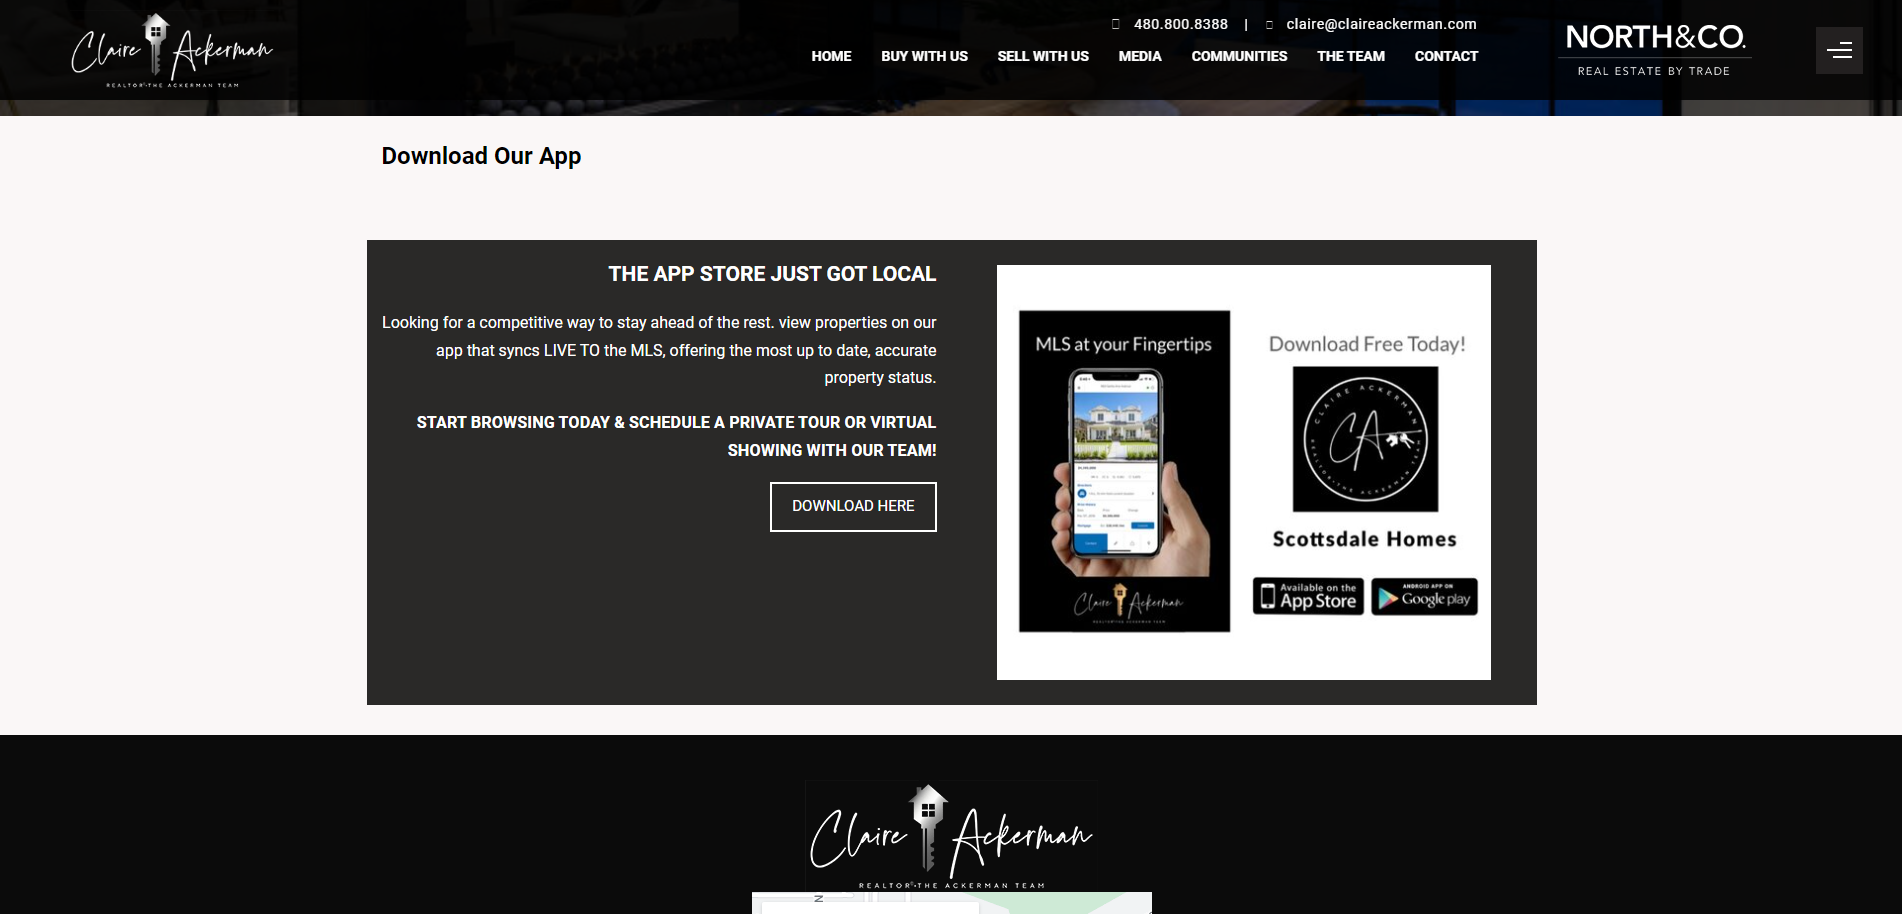 Claire Ackerman
REALTOR®·THE ACKERMAN TEAM
480.800.8388 | claire@claireackerman.com
HOME BUY WITH US SELL WITH US MEDIA COMMUNITIES THE TEAM CONTACT
NORTH&CO.
REAL ESTATE BY TRADE
Download Our App
THE APP STORE JUST GOT LOCAL
Looking for a competitive way to stay ahead of the rest. view properties on our
app that syncs LIVE TO the MLS, offering the most up to date, accurate
property status.
START BROWSING TODAY & SCHEDULE A PRIVATE TOUR OR VIRTUAL
SHOWING WITH OUR TEAM!
DOWNLOAD HERE
MLS at your Fingertips
Claire Ackerman
Download Free Today!
CLAIRE ACKERMAN
CA
REALTOR·THE ACKERMAN TEAM
Scottsdale Homes
Available on the
App Store
ANDROID APP ON
Google play
Claire Ackerman
REALTOR®·THE ACKERMAN TEAM
N